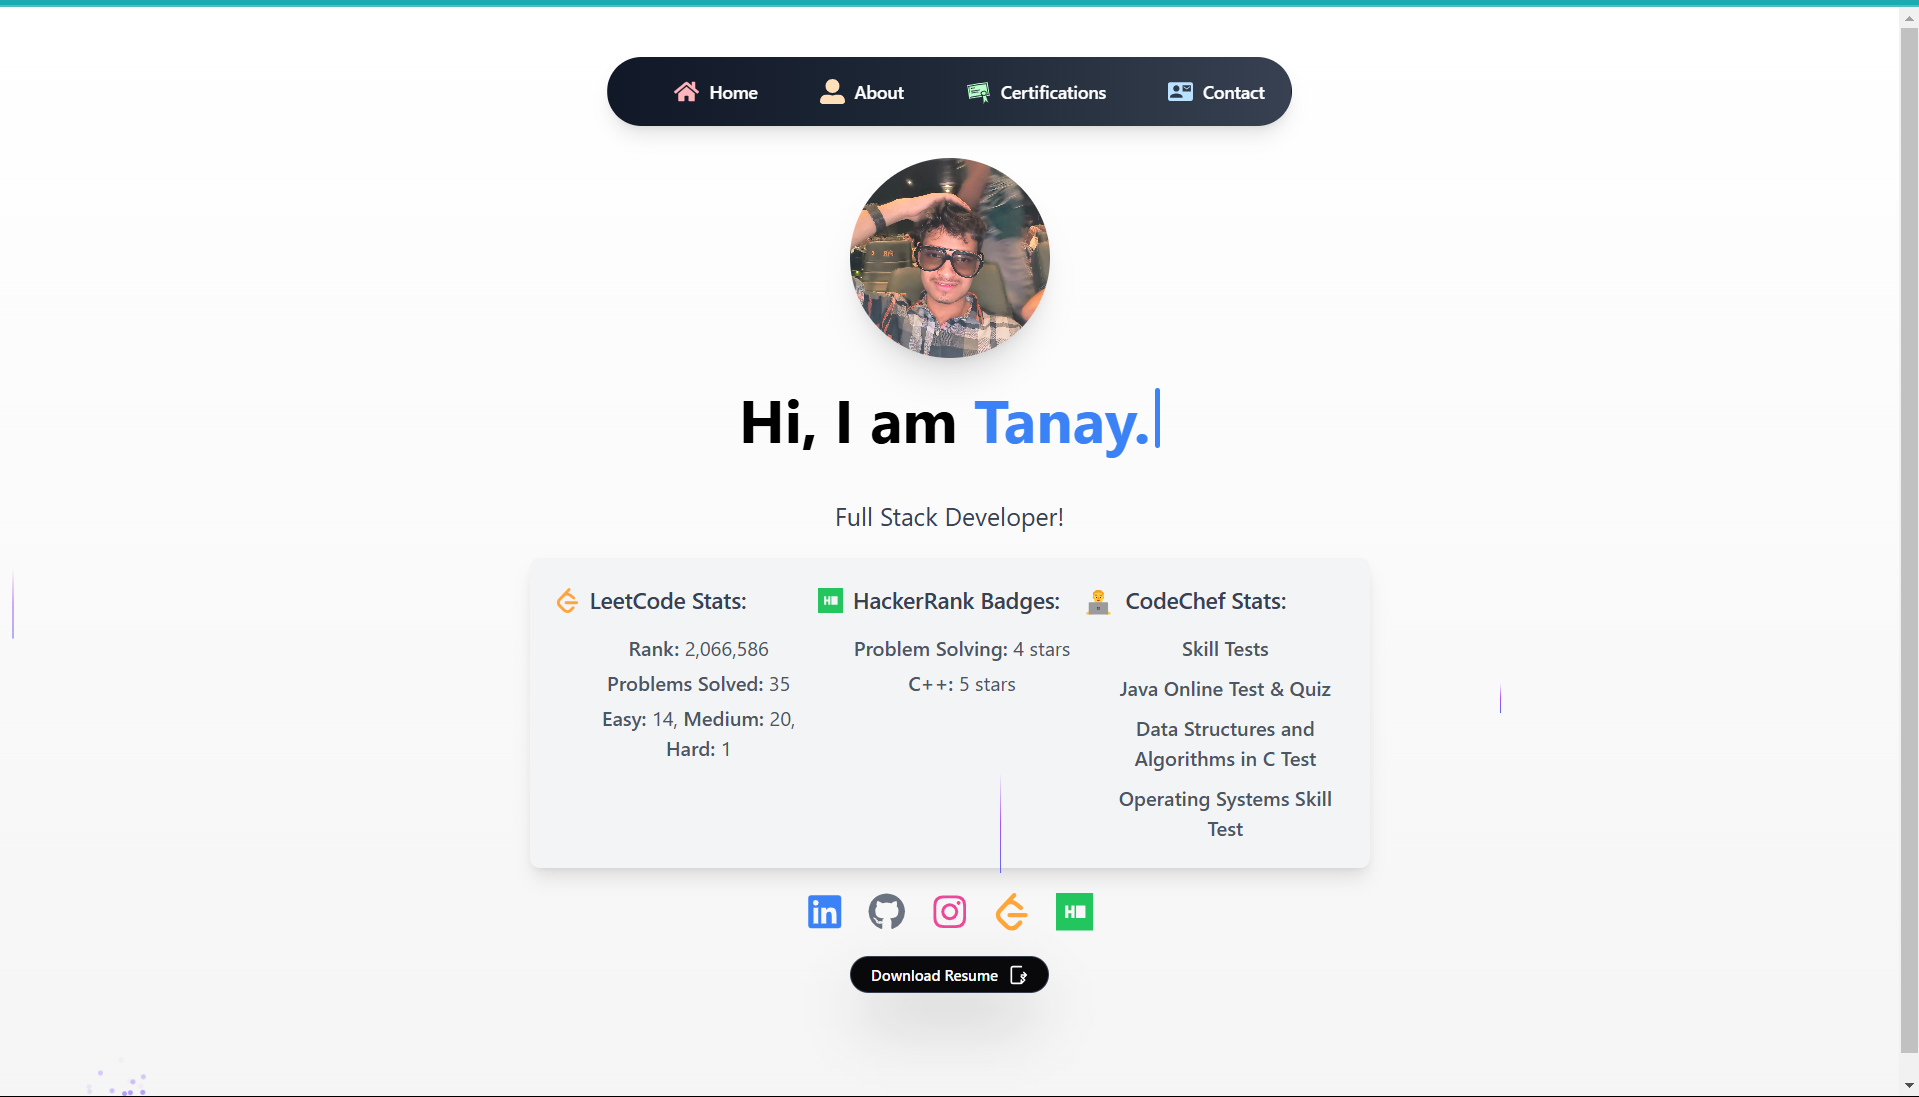 Home About Certifications Contact
Hi, I am Tanay.
Full Stack Developer!
LeetCode Stats:
Rank: 2,066,586
Problems Solved: 35
Easy: 14, Medium: 20,
Hard: 1
HackerRank Badges:
Problem Solving: 4 stars
C++: 5 stars
CodeChef Stats:
Skill Tests
Java Online Test & Quiz
Data Structures and
Algorithms in C Test
Operating Systems Skill
Test
in
H
Download Resume